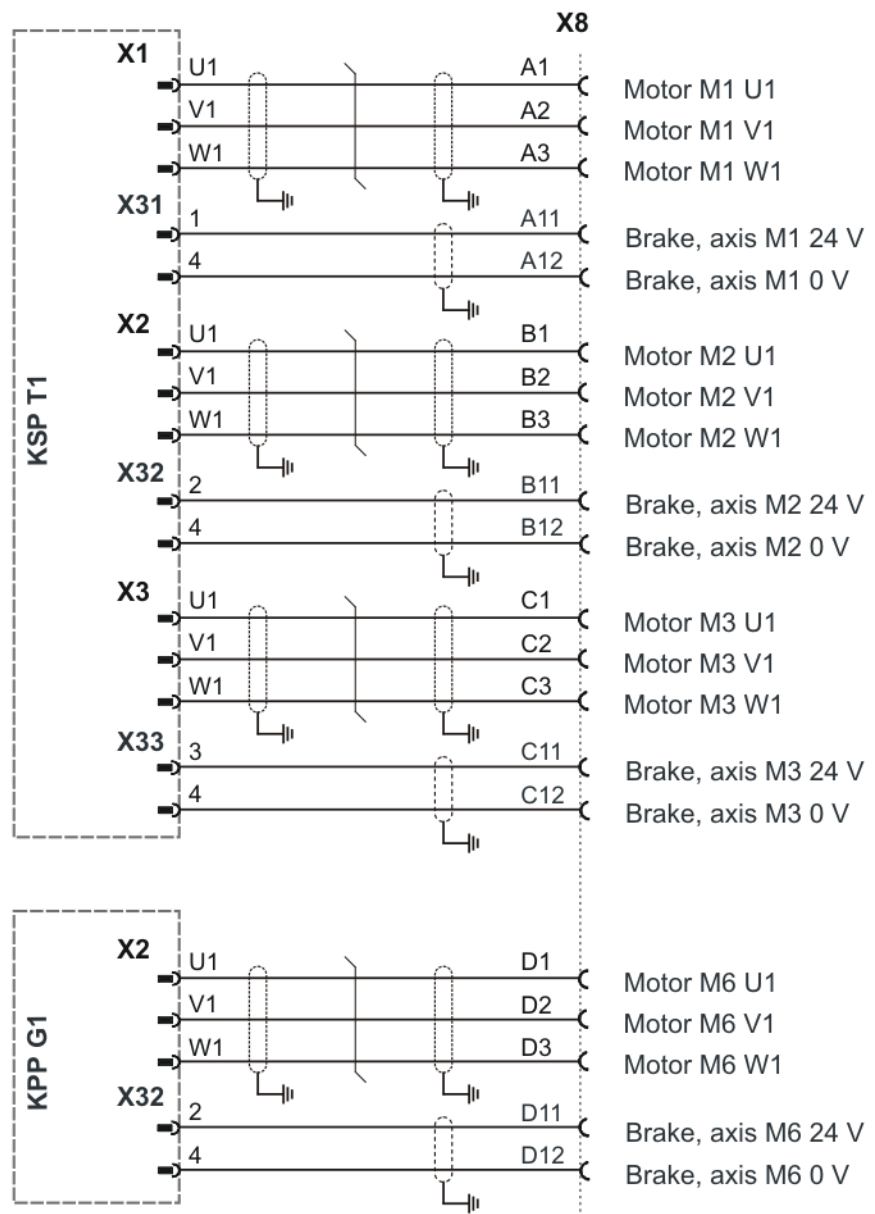 X8
X1
U1 A1 Motor M1 U1
V1 A2 Motor M1 V1
W1 A3 Motor M1 W1
X31
1 A11 Brake, axis M1 24 V
4 A12 Brake, axis M1 0 V
X2
U1 B1 Motor M2 U1
V1 B2 Motor M2 V1
W1 B3 Motor M2 W1
KSP T1
X32
2 B11 Brake, axis M2 24 V
4 B12 Brake, axis M2 0 V
X3
U1 C1 Motor M3 U1
V1 C2 Motor M3 V1
W1 C3 Motor M3 W1
X33
3 C11 Brake, axis M3 24 V
4 C12 Brake, axis M3 0 V
X2
U1 D1 Motor M6 U1
V1 D2 Motor M6 V1
W1 D3 Motor M6 W1
KPP G1
X32
2 D11 Brake, axis M6 24 V
4 D12 Brake, axis M6 0 V